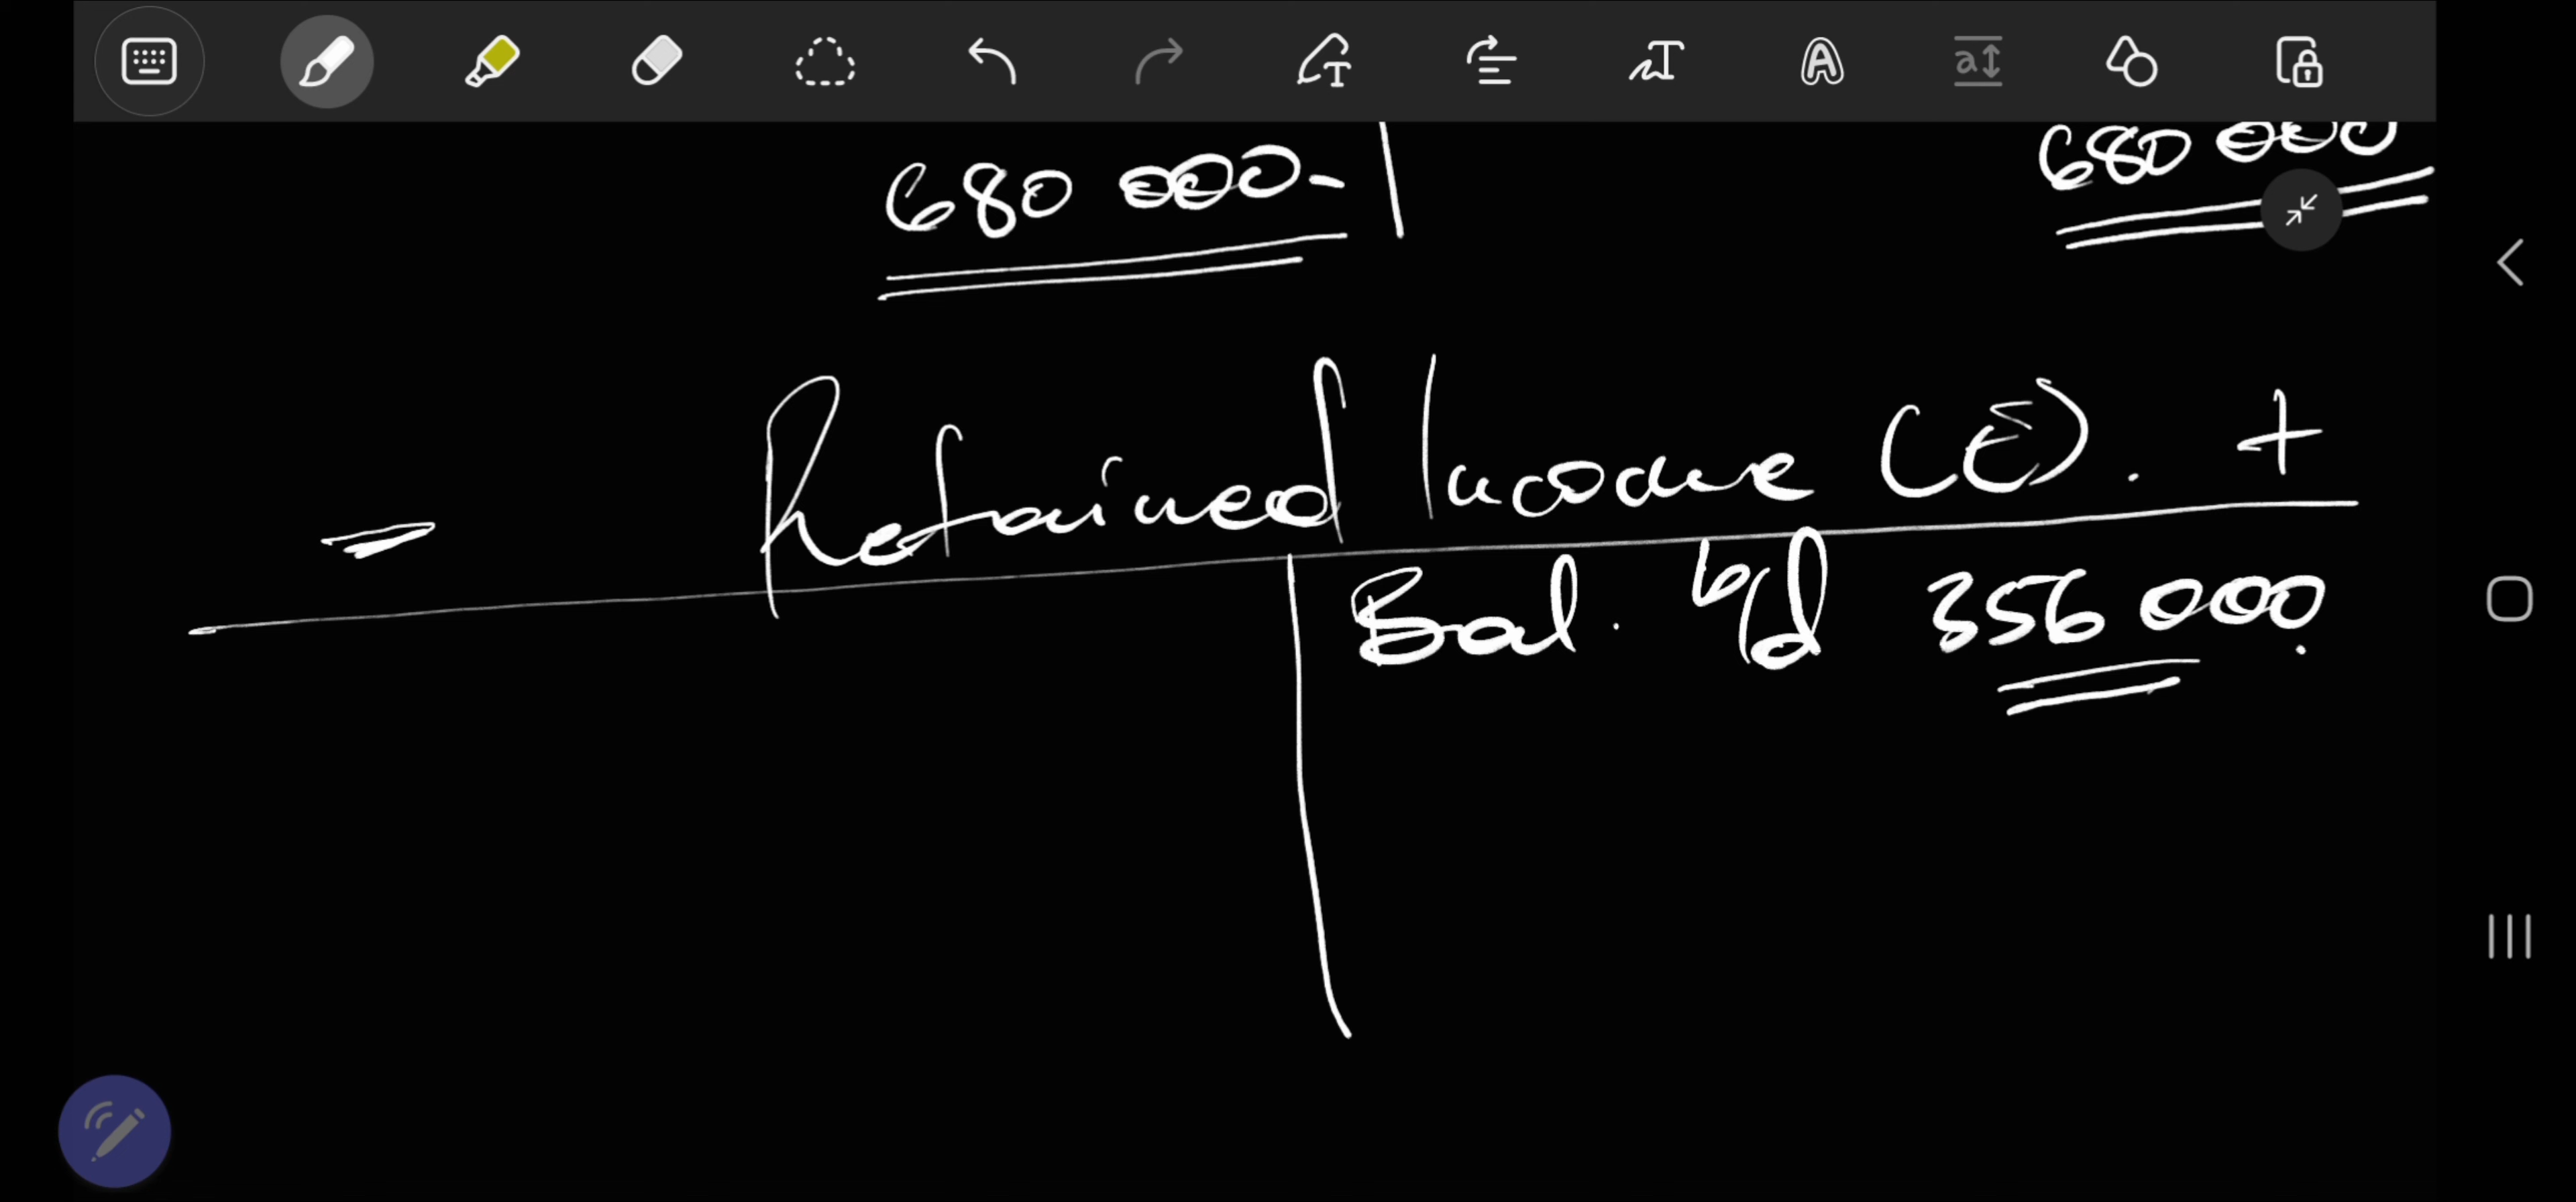 680 000-
680 000
- Retained Income (E). +
Bal. b/d 356 000.